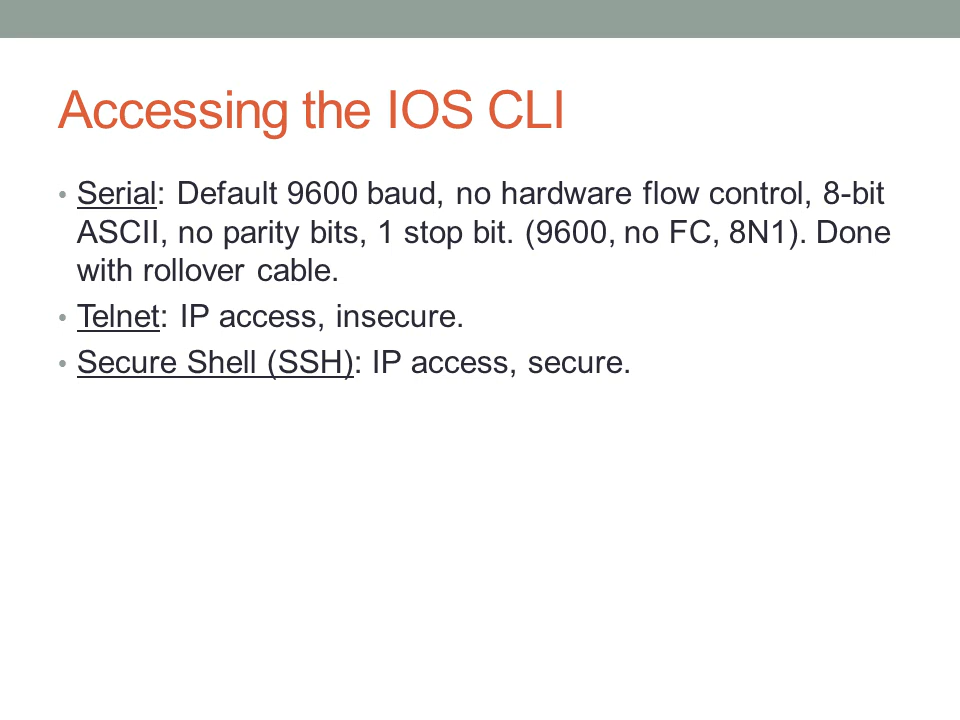 Accessing the IOS CLI
• Serial: Default 9600 baud, no hardware flow control, 8-bit
ASCII, no parity bits, 1 stop bit. (9600, no FC, 8N1). Done
with rollover cable.
• Telnet: IP access, insecure.
• Secure Shell (SSH): IP access, secure.